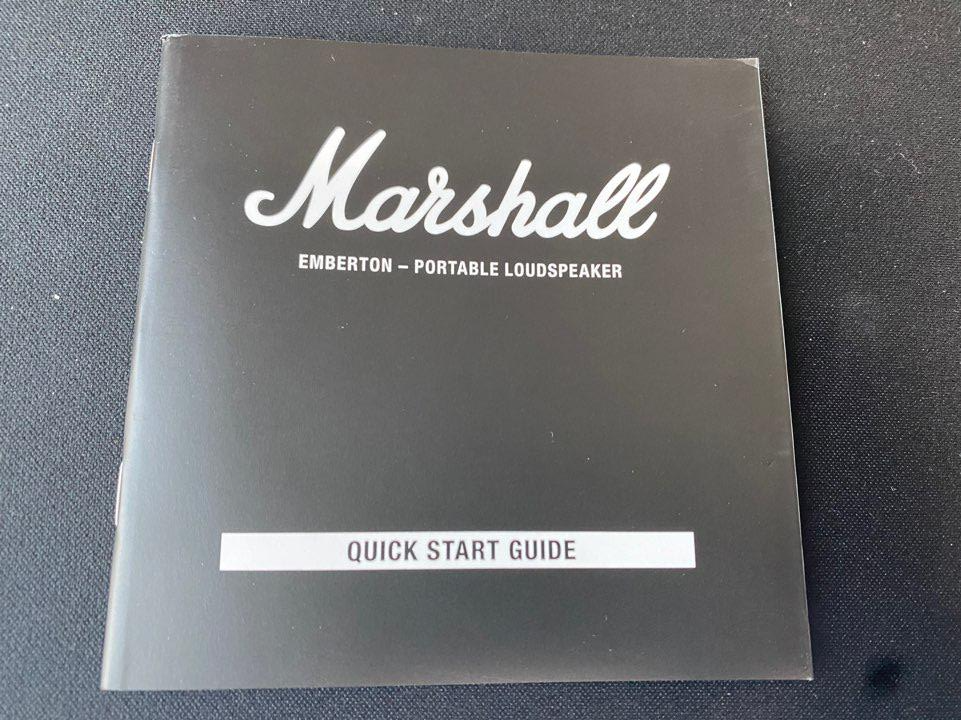 Marshall
EMBERTON – PORTABLE LOUDSPEAKER
QUICK START GUIDE